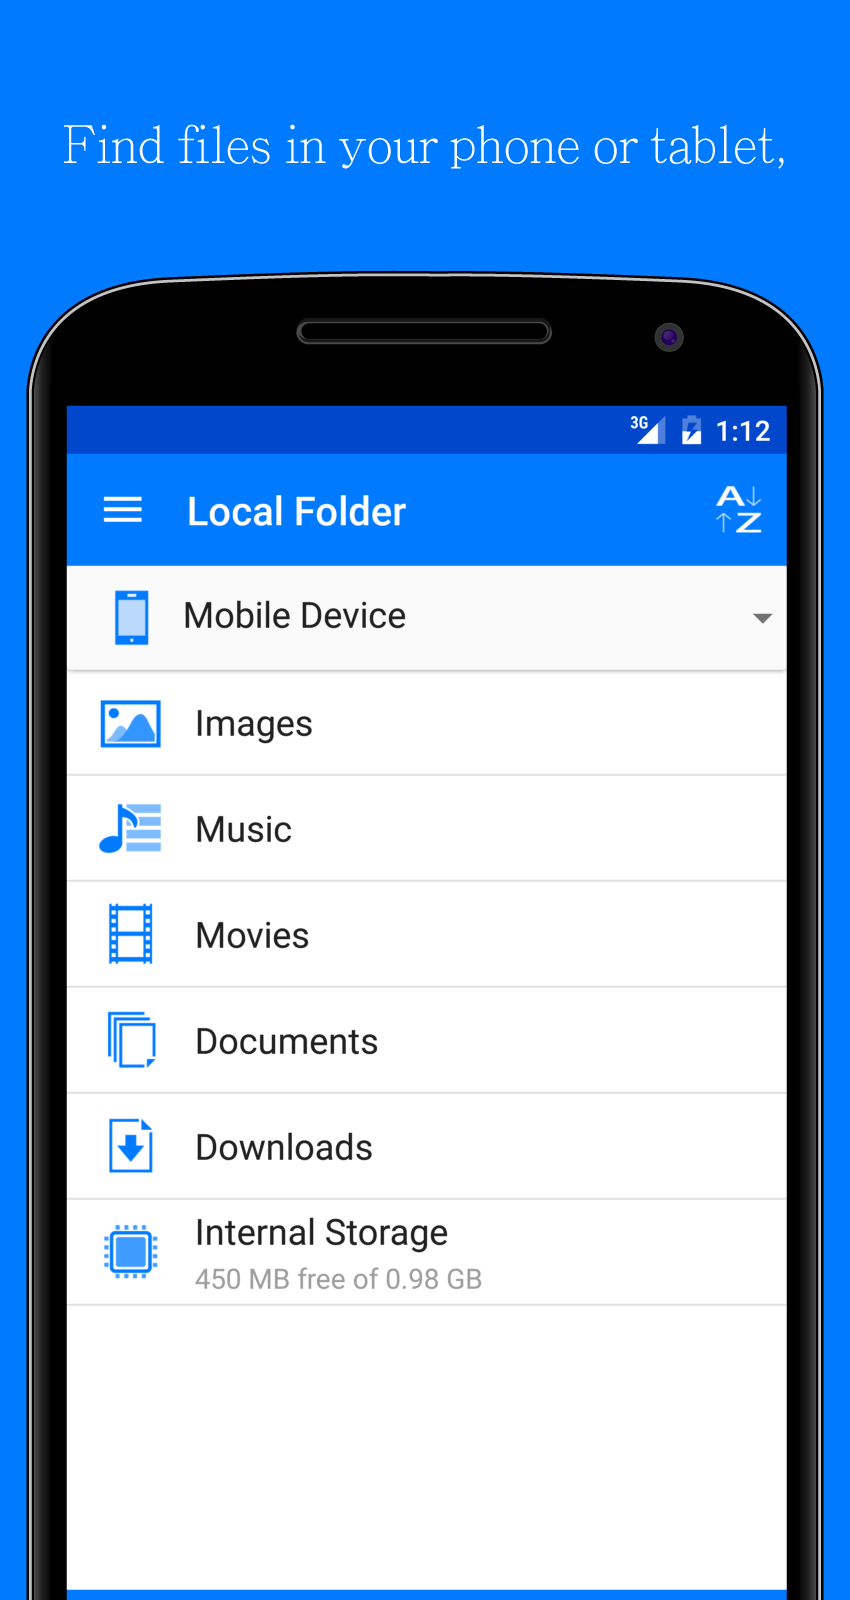 Find files in your phone or tablet,
3G 1:12
Local Folder
A Z
Mobile Device
Images
Music
Movies
Documents
Downloads
Internal Storage
450 MB free of 0.98 GB